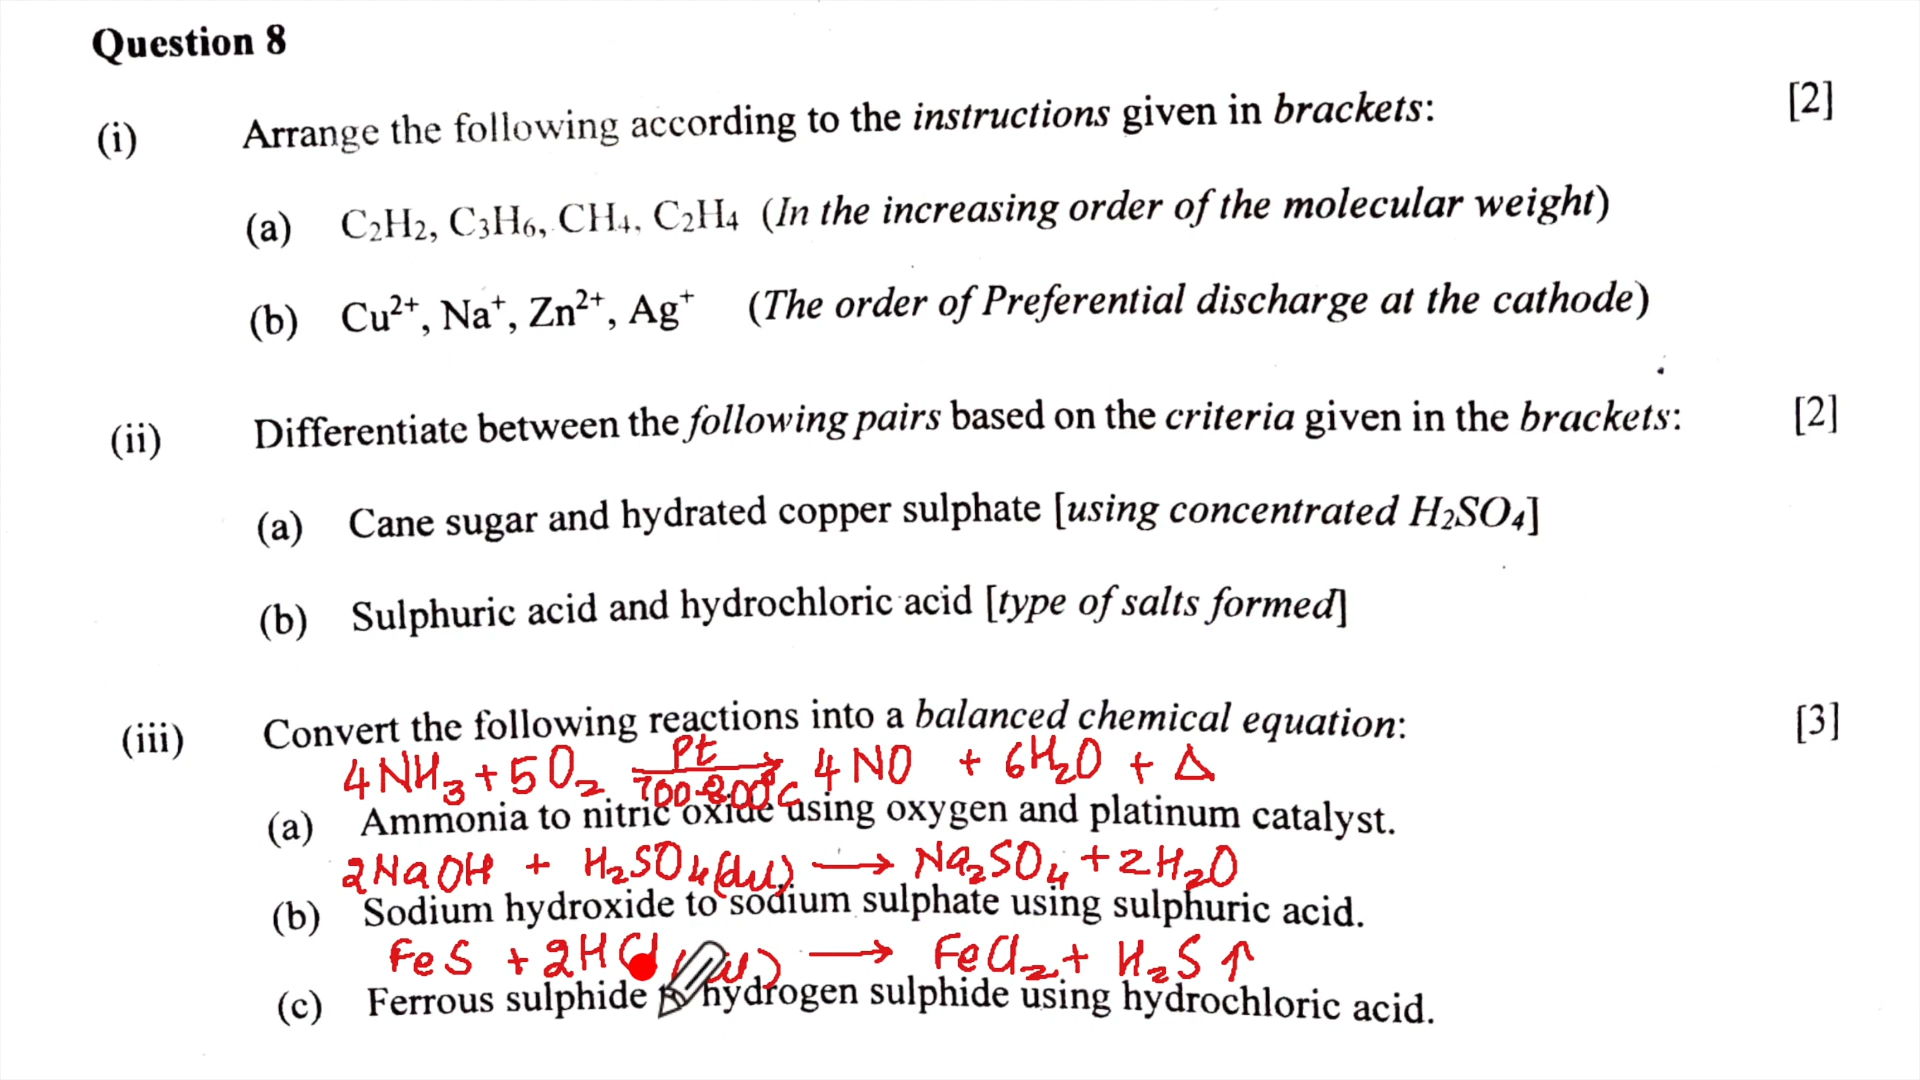 Question 8
(i) Arrange the following according to the instructions given in brackets: [2]
(a) C₂H₂, C₃H₆, CH₄, C₂H₄ (In the increasing order of the molecular weight)
(b) Cu²⁺, Na⁺, Zn²⁺, Ag⁺ (The order of Preferential discharge at the cathode)
(ii) Differentiate between the following pairs based on the criteria given in the brackets: [2]
(a) Cane sugar and hydrated copper sulphate [using concentrated H₂SO₄]
(b) Sulphuric acid and hydrochloric acid [type of salts formed]
(iii) Convert the following reactions into a balanced chemical equation: [3]
Pt
4NH₃ + 5O₂ → 4NO + 6H₂O + Δ
700-800°C
(a) Ammonia to nitric oxide using oxygen and platinum catalyst.
2NaOH + H₂SO₄(dil) → Na₂SO₄ + 2H₂O
(b) Sodium hydroxide to sodium sulphate using sulphuric acid.
FeS + 2HCl → FeCl₂ + H₂S ↑
(c) Ferrous sulphide hydrogen sulphide using hydrochloric acid.